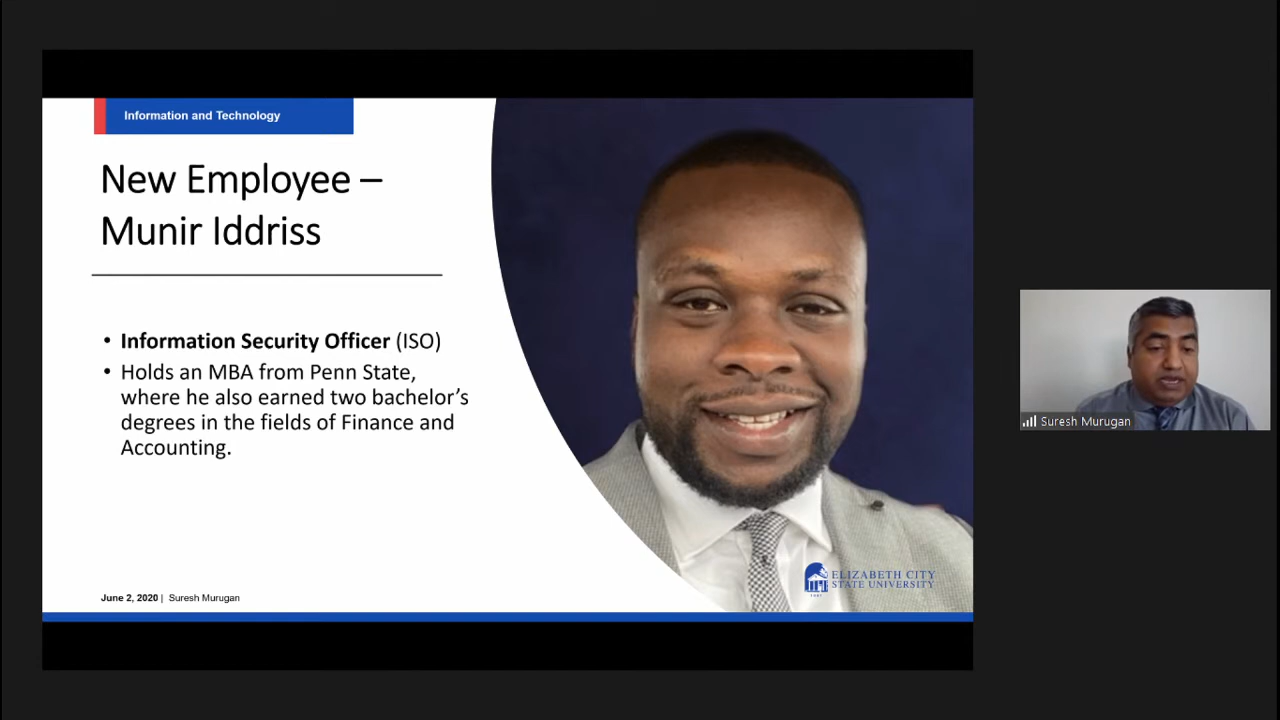 Information and Technology
New Employee –
Munir Iddriss
• Information Security Officer (ISO)
• Holds an MBA from Penn State,
where he also earned two bachelor’s
degrees in the fields of Finance and
Accounting.
June 2, 2020 | Suresh Murugan
ELIZABETH CITY
STATE UNIVERSITY
Suresh Murugan